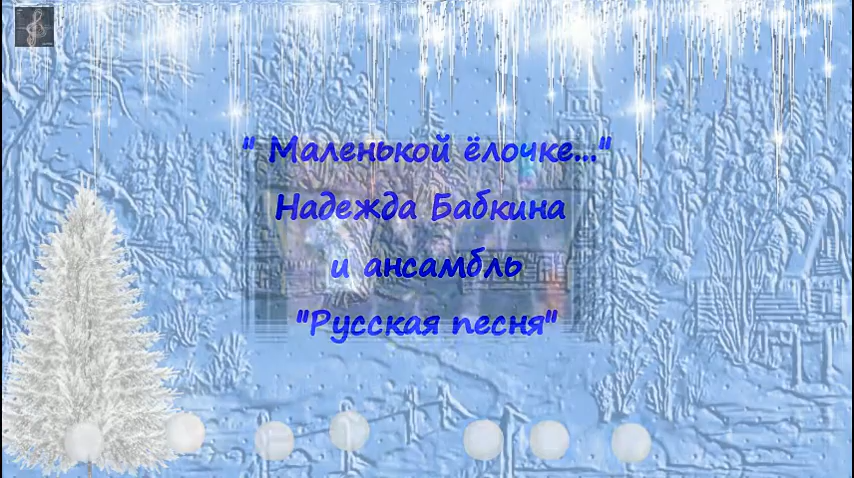 " Маленькой ёлочке..."
Надежда Бабкина
и ансамбль
"Русская песня"